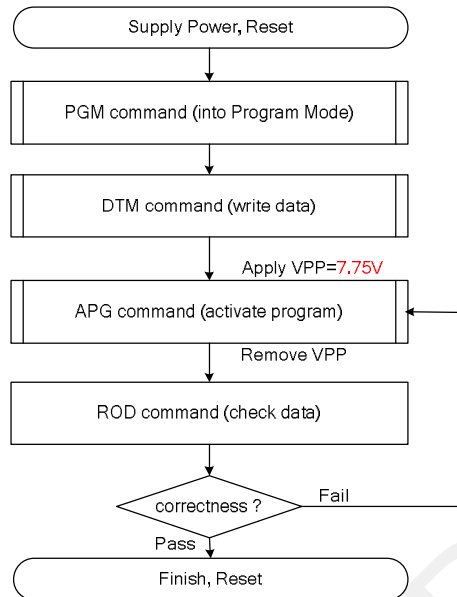 Supply Power, Reset
PGM command (into Program Mode)
DTM command (write data)
Apply VPP=7.75V
APG command (activate program)
Remove VPP
ROD command (check data)
correctness ?
Fail
Pass
Finish, Reset